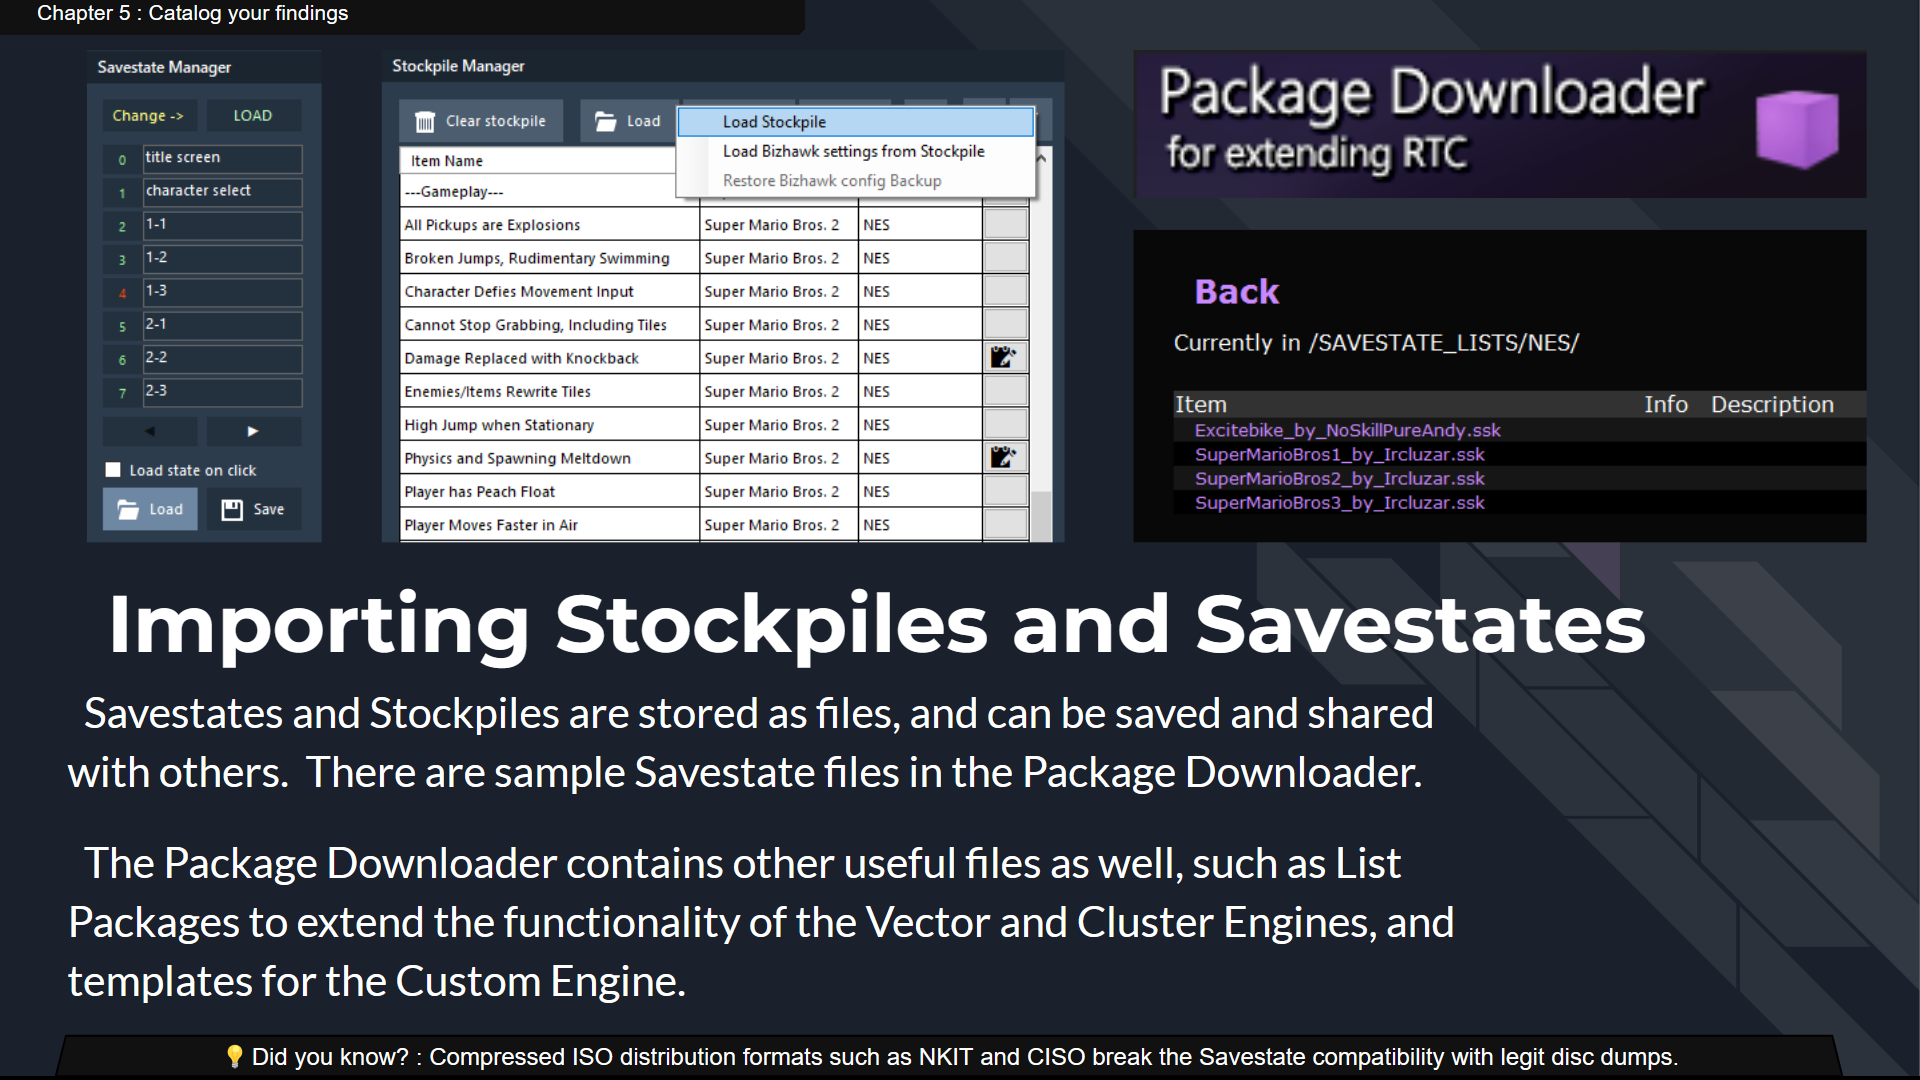 Chapter 5 : Catalog your findings
Savestate Manager
Change -> LOAD
0 title screen
1 character select
2 1-1
3 1-2
4 1-3
5 2-1
6 2-2
7 2-3
Load state on click
Load Save
Stockpile Manager
Clear stockpile Load
Load Stockpile
Load Bizhawk settings from Stockpile
Restore Bizhawk config Backup
Item Name
---Gameplay---
All Pickups are Explosions Super Mario Bros. 2 NES
Broken Jumps, Rudimentary Swimming Super Mario Bros. 2 NES
Character Defies Movement Input Super Mario Bros. 2 NES
Cannot Stop Grabbing, Including Tiles Super Mario Bros. 2 NES
Damage Replaced with Knockback Super Mario Bros. 2 NES
Enemies/Items Rewrite Tiles Super Mario Bros. 2 NES
High Jump when Stationary Super Mario Bros. 2 NES
Physics and Spawning Meltdown Super Mario Bros. 2 NES
Player has Peach Float Super Mario Bros. 2 NES
Player Moves Faster in Air Super Mario Bros. 2 NES
Package Downloader
for extending RTC
Back
Currently in /SAVESTATE_LISTS/NES/
Item Info Description
Excitebike_by_NoSkillPureAndy.ssk
SuperMarioBros1_by_Ircluzar.ssk
SuperMarioBros2_by_Ircluzar.ssk
SuperMarioBros3_by_Ircluzar.ssk
Importing Stockpiles and Savestates
Savestates and Stockpiles are stored as files, and can be saved and shared
with others. There are sample Savestate files in the Package Downloader.
The Package Downloader contains other useful files as well, such as List
Packages to extend the functionality of the Vector and Cluster Engines, and
templates for the Custom Engine.
💡 Did you know? : Compressed ISO distribution formats such as NKIT and CISO break the Savestate compatibility with legit disc dumps.